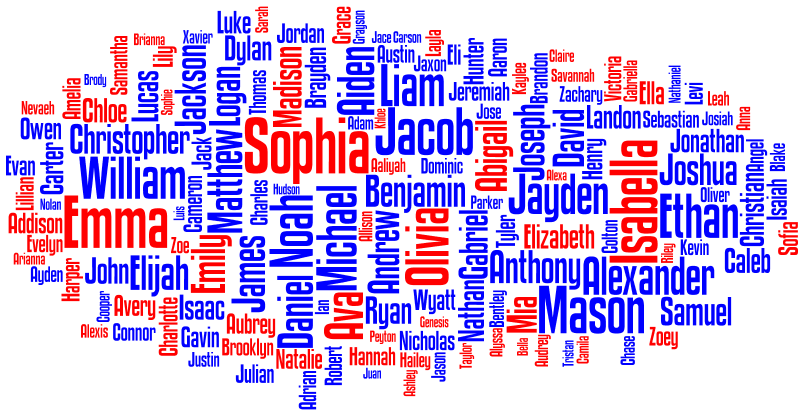 Sarah
Luke
Jordan
Grace
Grayson
Jace
Carson
Layla
Brianna
Xavier
Samantha
Lily
Dylan
Madison
Brayden
Austin
Jaxon
Eli
Hunter
Aaron
Claire
Kaylee
Savannah
Brandon
Victoria
Gabriella
Nathaniel
Brody
Amelia
Lucas
Sophie
Jackson
Logan
Thomas
Aiden
Liam
Jeremiah
Zachary
Ella
Levi
Leah
Nevaeh
Chloe
Owen
Christopher
Matthew
Sophia
Adam
Khloe
Jacob
Jose
Abigail
Joseph
David
Landon
Sebastian
Josiah
Anna
Evan
Carter
William
Jack
Aaliyah
Dominic
Alexa
Henry
Isabella
Jonathan
Joshua
Angel
Blake
Lillian
Nolan
Luis
Cameron
Charles
Hudson
Benjamin
Parker
Jayden
Ethan
Oliver
Christian
Isaiah
Addison
Emma
Evelyn
Zoe
Noah
Michael
Allison
Andrew
Olivia
Gabriel
Tyler
Elizabeth
Colton
Riley
Kevin
Sofia
Arianna
Ayden
Harper
John
Elijah
Emily
James
Daniel
Anthony
Alexander
Caleb
Cooper
Avery
Charlotte
Isaac
Aubrey
Ian
Ava
Ryan
Wyatt
Nathan
Bentley
Mia
Mason
Samuel
Alexis
Connor
Gavin
Brooklyn
Peyton
Genesis
Nicholas
Alyssa
Bella
Audrey
Zoey
Justin
Julian
Natalie
Robert
Hannah
Hailey
Jason
Taylor
Tristan
Camila
Chase
Adrian
Juan
Ashley